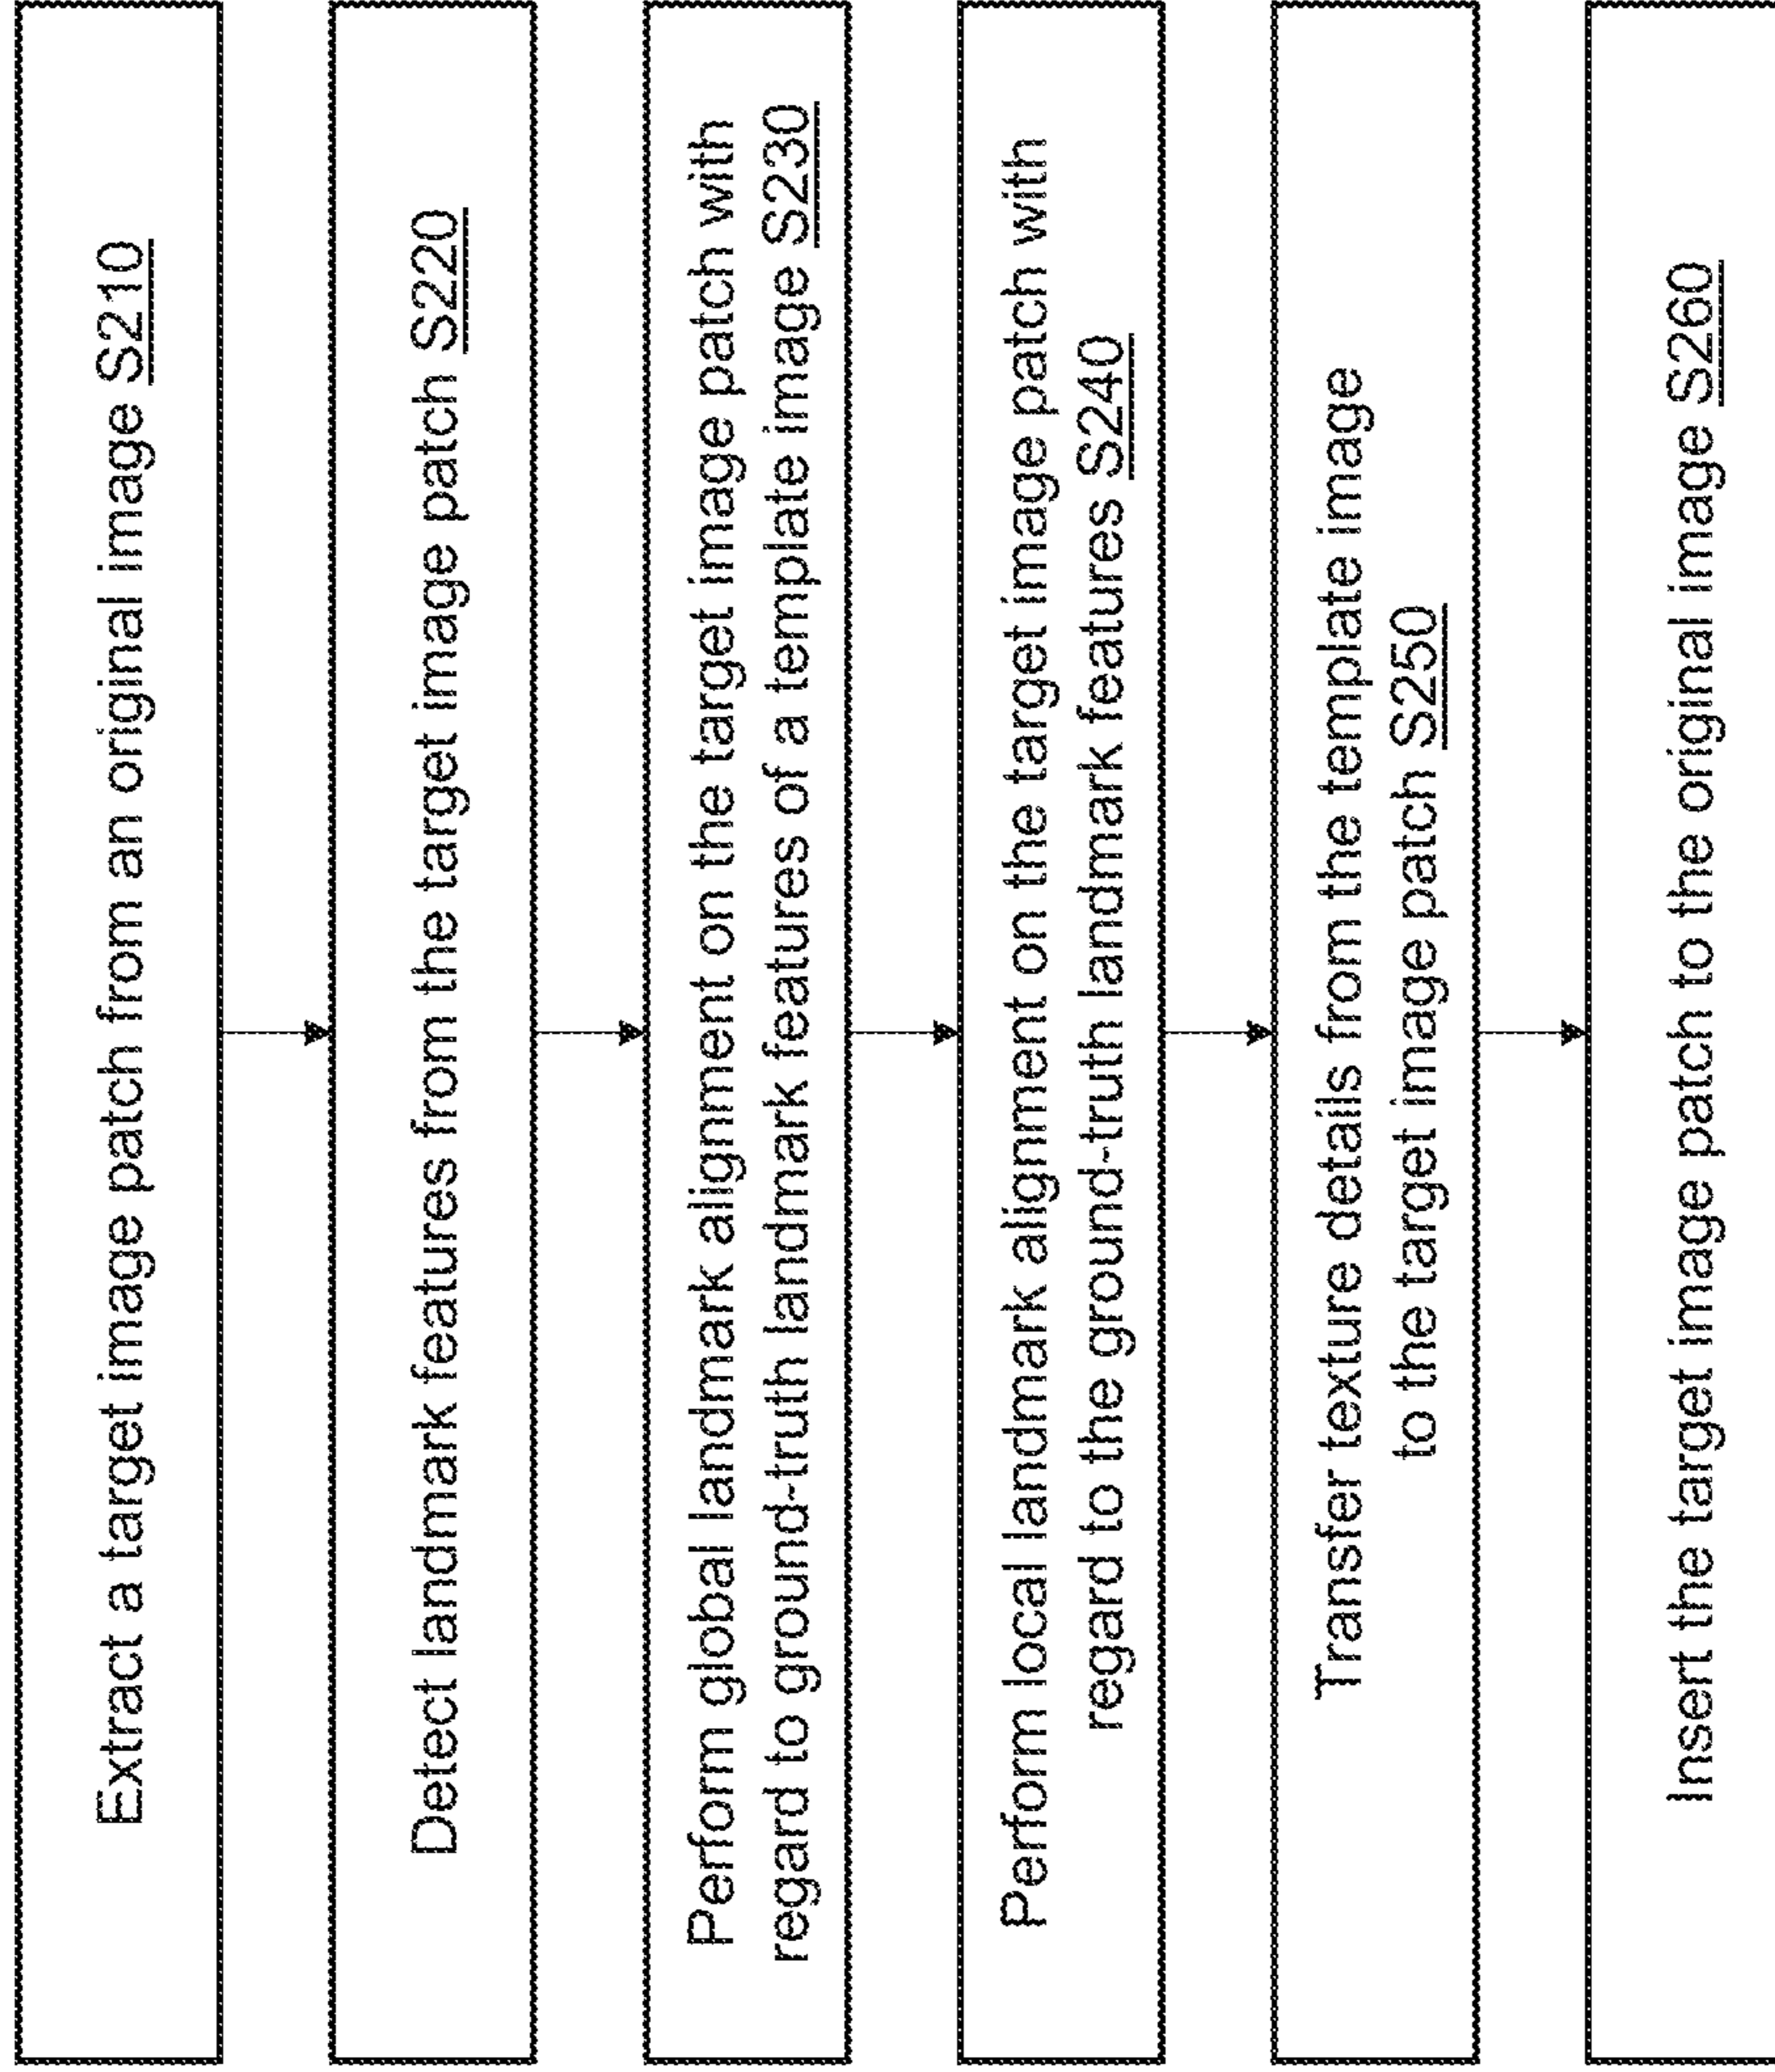 Extract a target image patch from an original image S210
Detect landmark features from the target image patch S220
Perform global landmark alignment on the target image patch with
regard to ground-truth landmark features of a template image S230
Perform local landmark alignment on the target image patch with
regard to the ground-truth landmark features S240
Transfer texture details from the template image
to the target image patch S250
Insert the target image patch to the original image S260